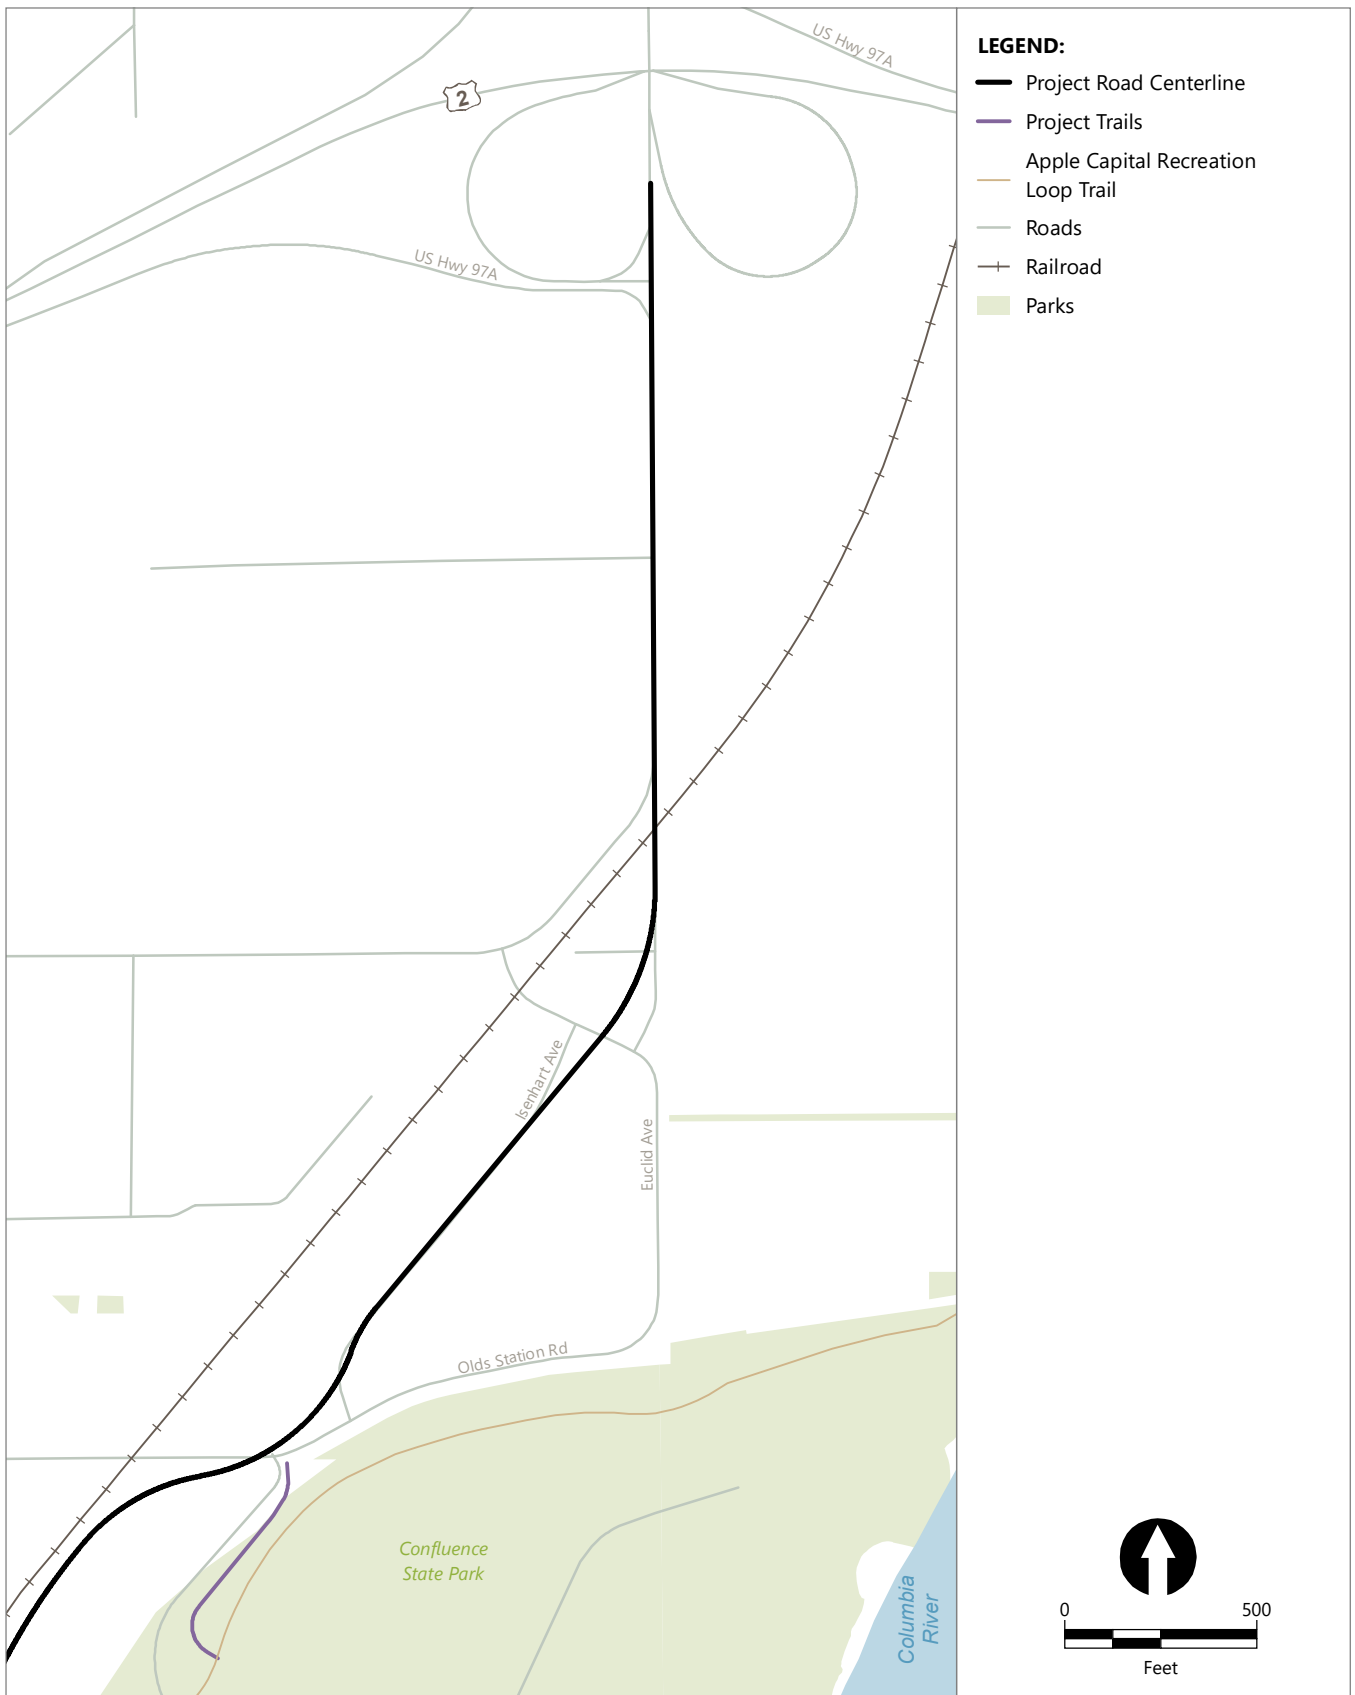 US Hwy 97A
2
US Hwy 97A
Isenhart Ave
Euclid Ave
Olds Station Rd
Confluence
State Park
Columbia
River
LEGEND:
Project Road Centerline
Project Trails
Apple Capital Recreation
Loop Trail
Roads
Railroad
Parks
0 500
Feet